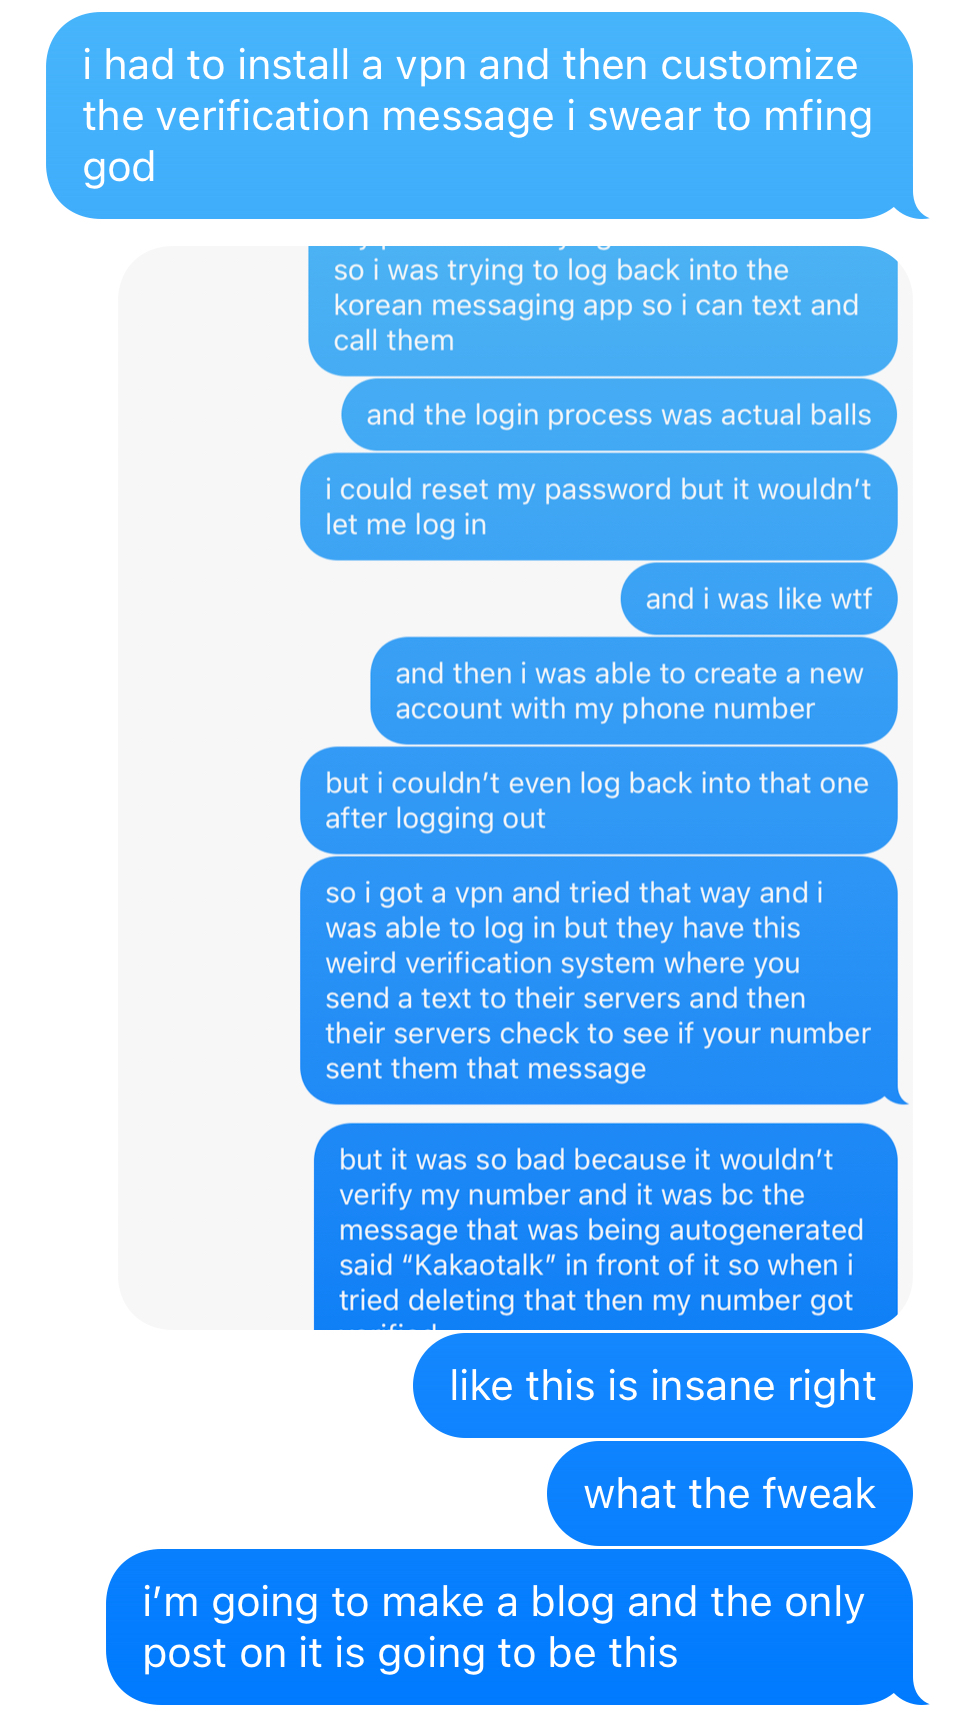 i had to install a vpn and then customize
the verification message i swear to mfing
god
so i was trying to log back into the
korean messaging app so i can text and
call them
and the login process was actual balls
i could reset my password but it wouldn't
let me log in
and i was like wtf
and then i was able to create a new
account with my phone number
but i couldn't even log back into that one
after logging out
so i got a vpn and tried that way and i
was able to log in but they have this
weird verification system where you
send a text to their servers and then
their servers check to see if your number
sent them that message
but it was so bad because it wouldn't
verify my number and it was bc the
message that was being autogenerated
said “Kakaotalk” in front of it so when i
tried deleting that then my number got
like this is insane right
what the fweak
i'm going to make a blog and the only
post on it is going to be this